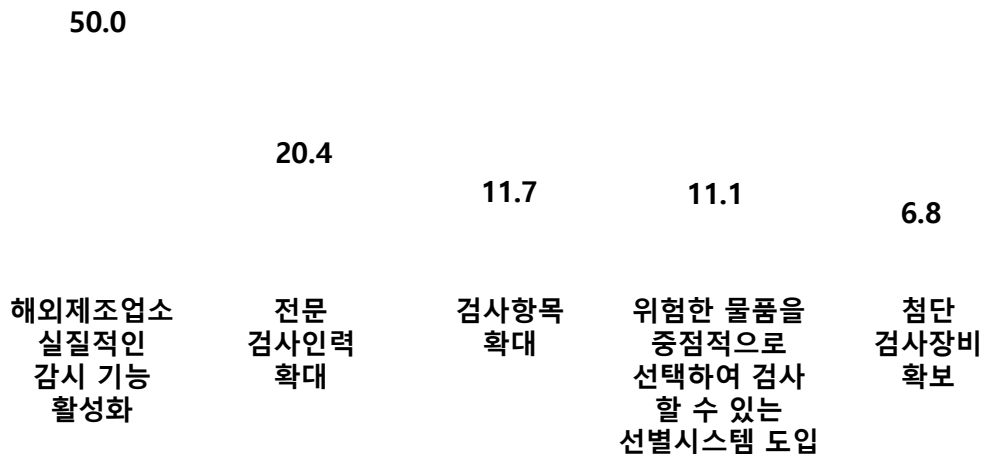 50.0
20.4
11.7
11.1
6.8
해외제조업소
실질적인
감시 기능
활성화
전문
검사인력
확대
검사항목
확대
위험한 물품을
중점적으로
선택하여 검사
할 수 있는
선별시스템 도입
첨단
검사장비
확보